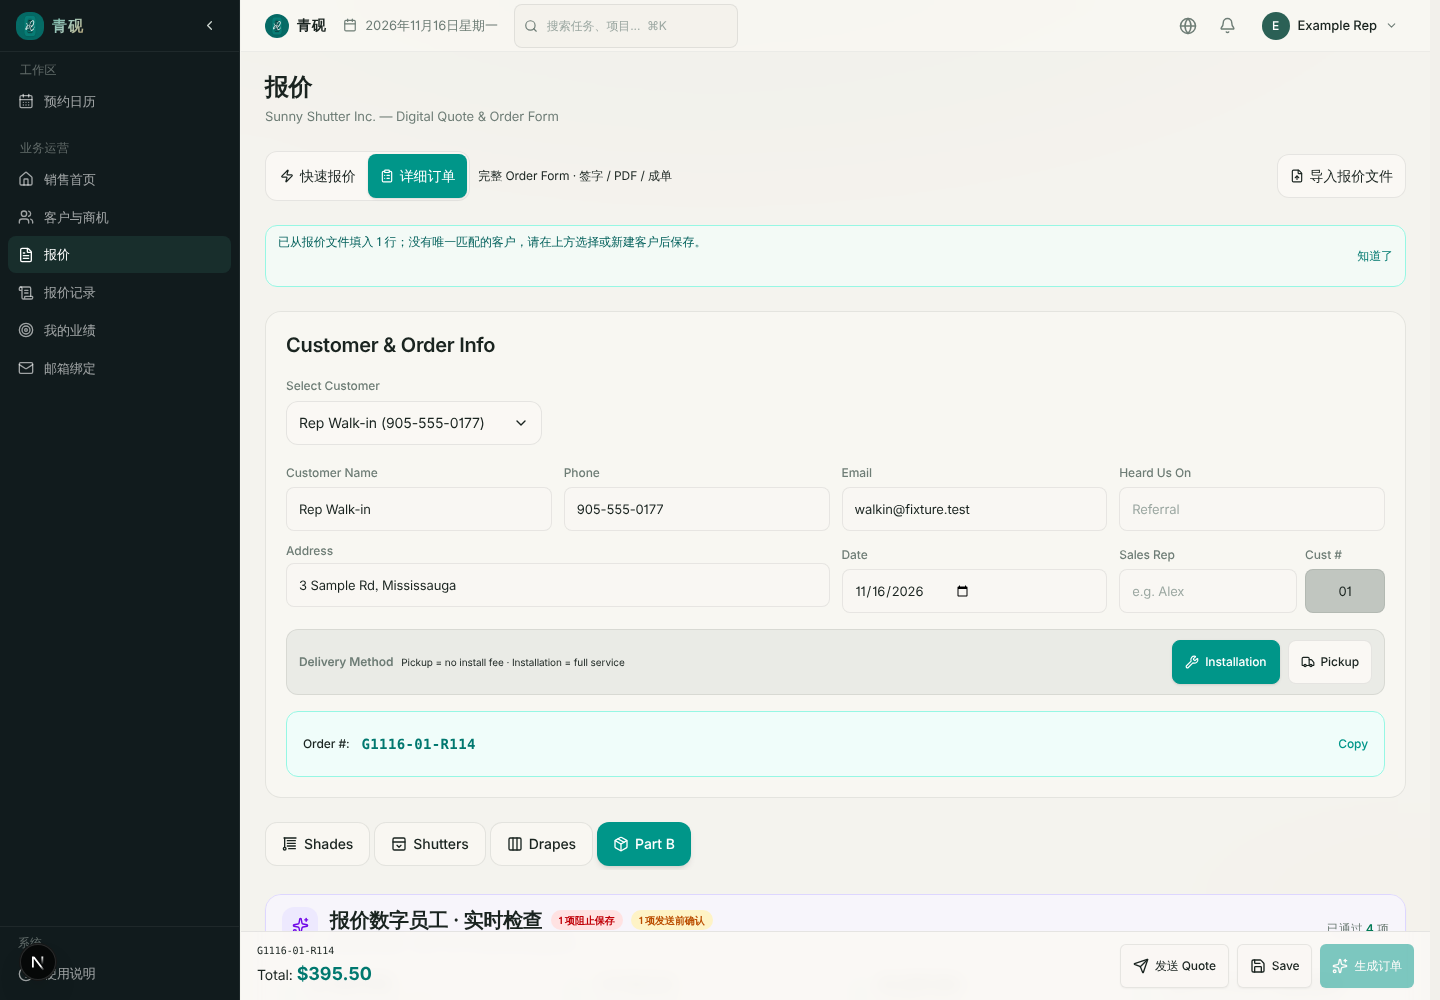 青砚
工作区
预约日历
业务运营
销售首页
客户与商机
报价
报价记录
我的业绩
邮箱绑定
系统
使用说明
N
青砚
2026年11月16日星期一
搜索任务、项目... ⌘K
E
Example Rep
报价
Sunny Shutter Inc. — Digital Quote & Order Form
快速报价
详细订单
完整 Order Form · 签字 / PDF / 成单
导入报价文件
已从报价文件填入 1 行；没有唯一匹配的客户，请在上方选择或新建客户后保存。
知道了
Customer & Order Info
Select Customer
Rep Walk-in (905-555-0177)
Customer Name
Phone
Email
Heard Us On
Rep Walk-in
905-555-0177
walkin@fixture.test
Referral
Address
Date
Sales Rep
Cust #
3 Sample Rd, Mississauga
11/16/2026
e.g. Alex
01
Delivery Method
Pickup = no install fee · Installation = full service
Installation
Pickup
Order #:
G1116-01-R114
Copy
Shades
Shutters
Drapes
Part B
报价数字员工 · 实时检查
1 项阻止保存
1 项发送前确认
已通过 4 项
G1116-01-R114
Total: $395.50
发送 Quote
Save
生成订单